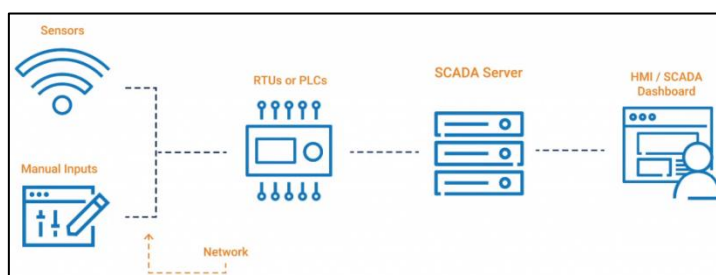 Sensors
RTUs or PLCs
SCADA Server
HMI / SCADA
Dashboard
Manual Inputs
Network